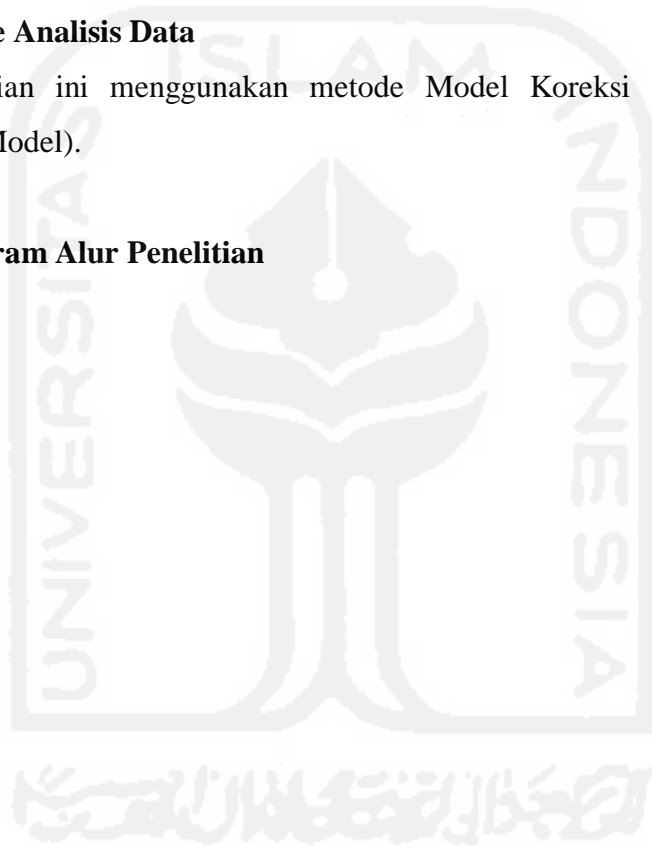 e Analisis Data
ian ini menggunakan metode Model Koreksi
Model).
ram Alur Penelitian
ISLAM
UNIVERSITAS
INDONESIA